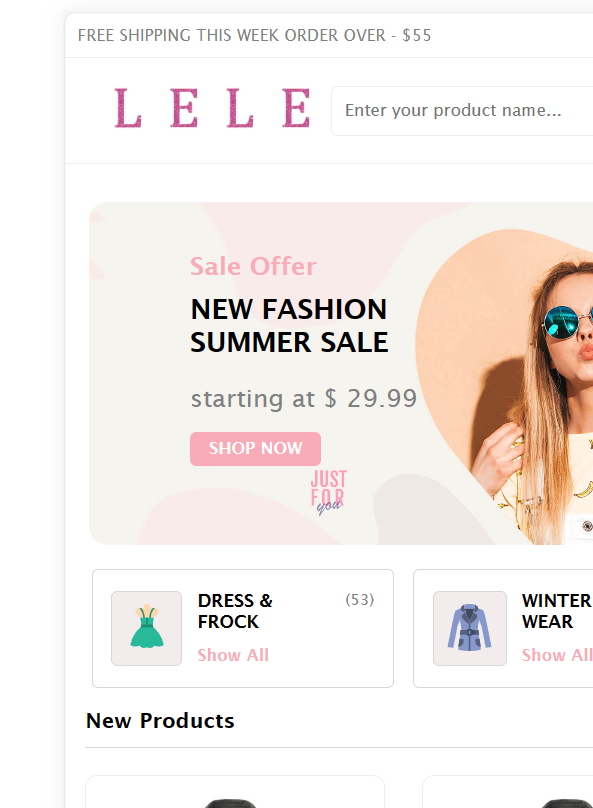 FREE SHIPPING THIS WEEK ORDER OVER - $55
LELE
Enter your product name...
Sale Offer
NEW FASHION
SUMMER SALE
starting at $ 29.99
SHOP NOW
JUST
FOR
you
DRESS &
FROCK
(53)
Show All
WINTER
WEAR
Show All
New Products